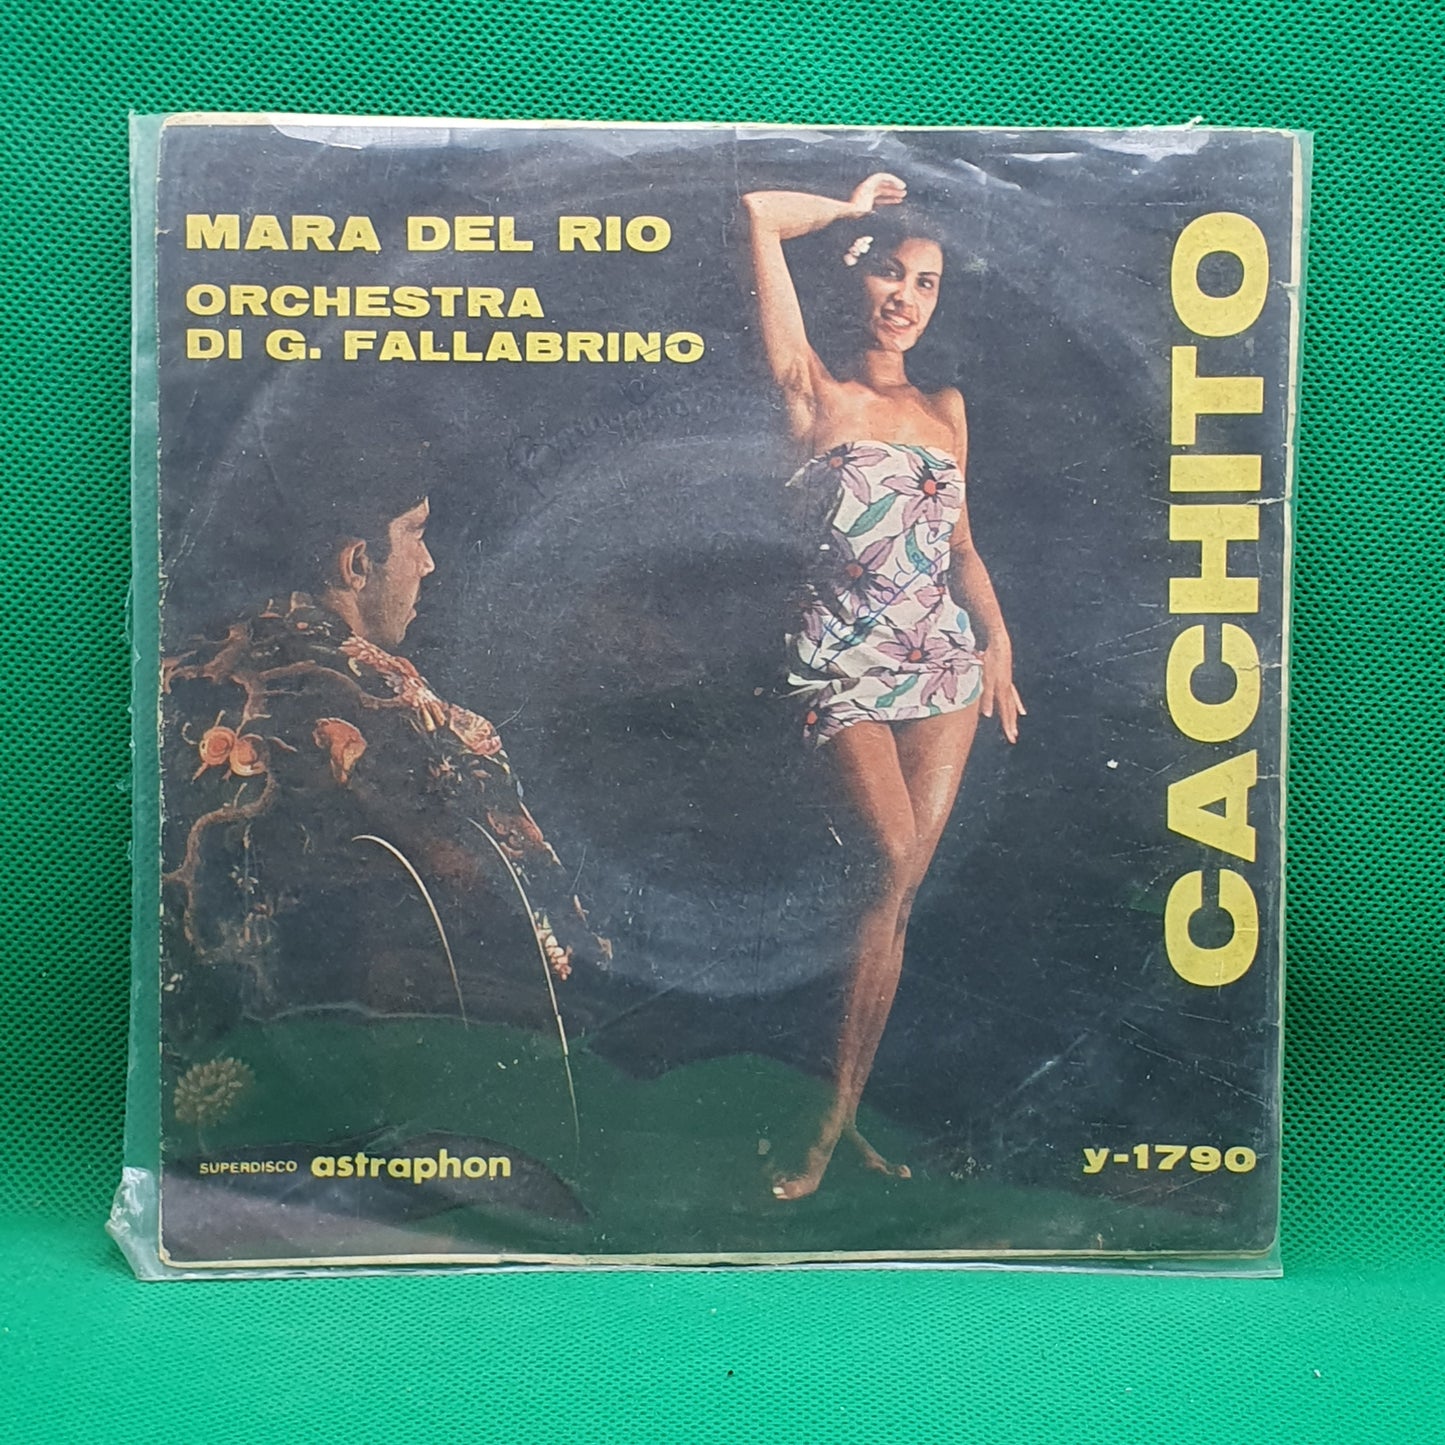 MARA DEL RIO
ORCHESTRA
DI G. FALLABRINO
CACHITO
SUPERDISCO astraphon
y-1790